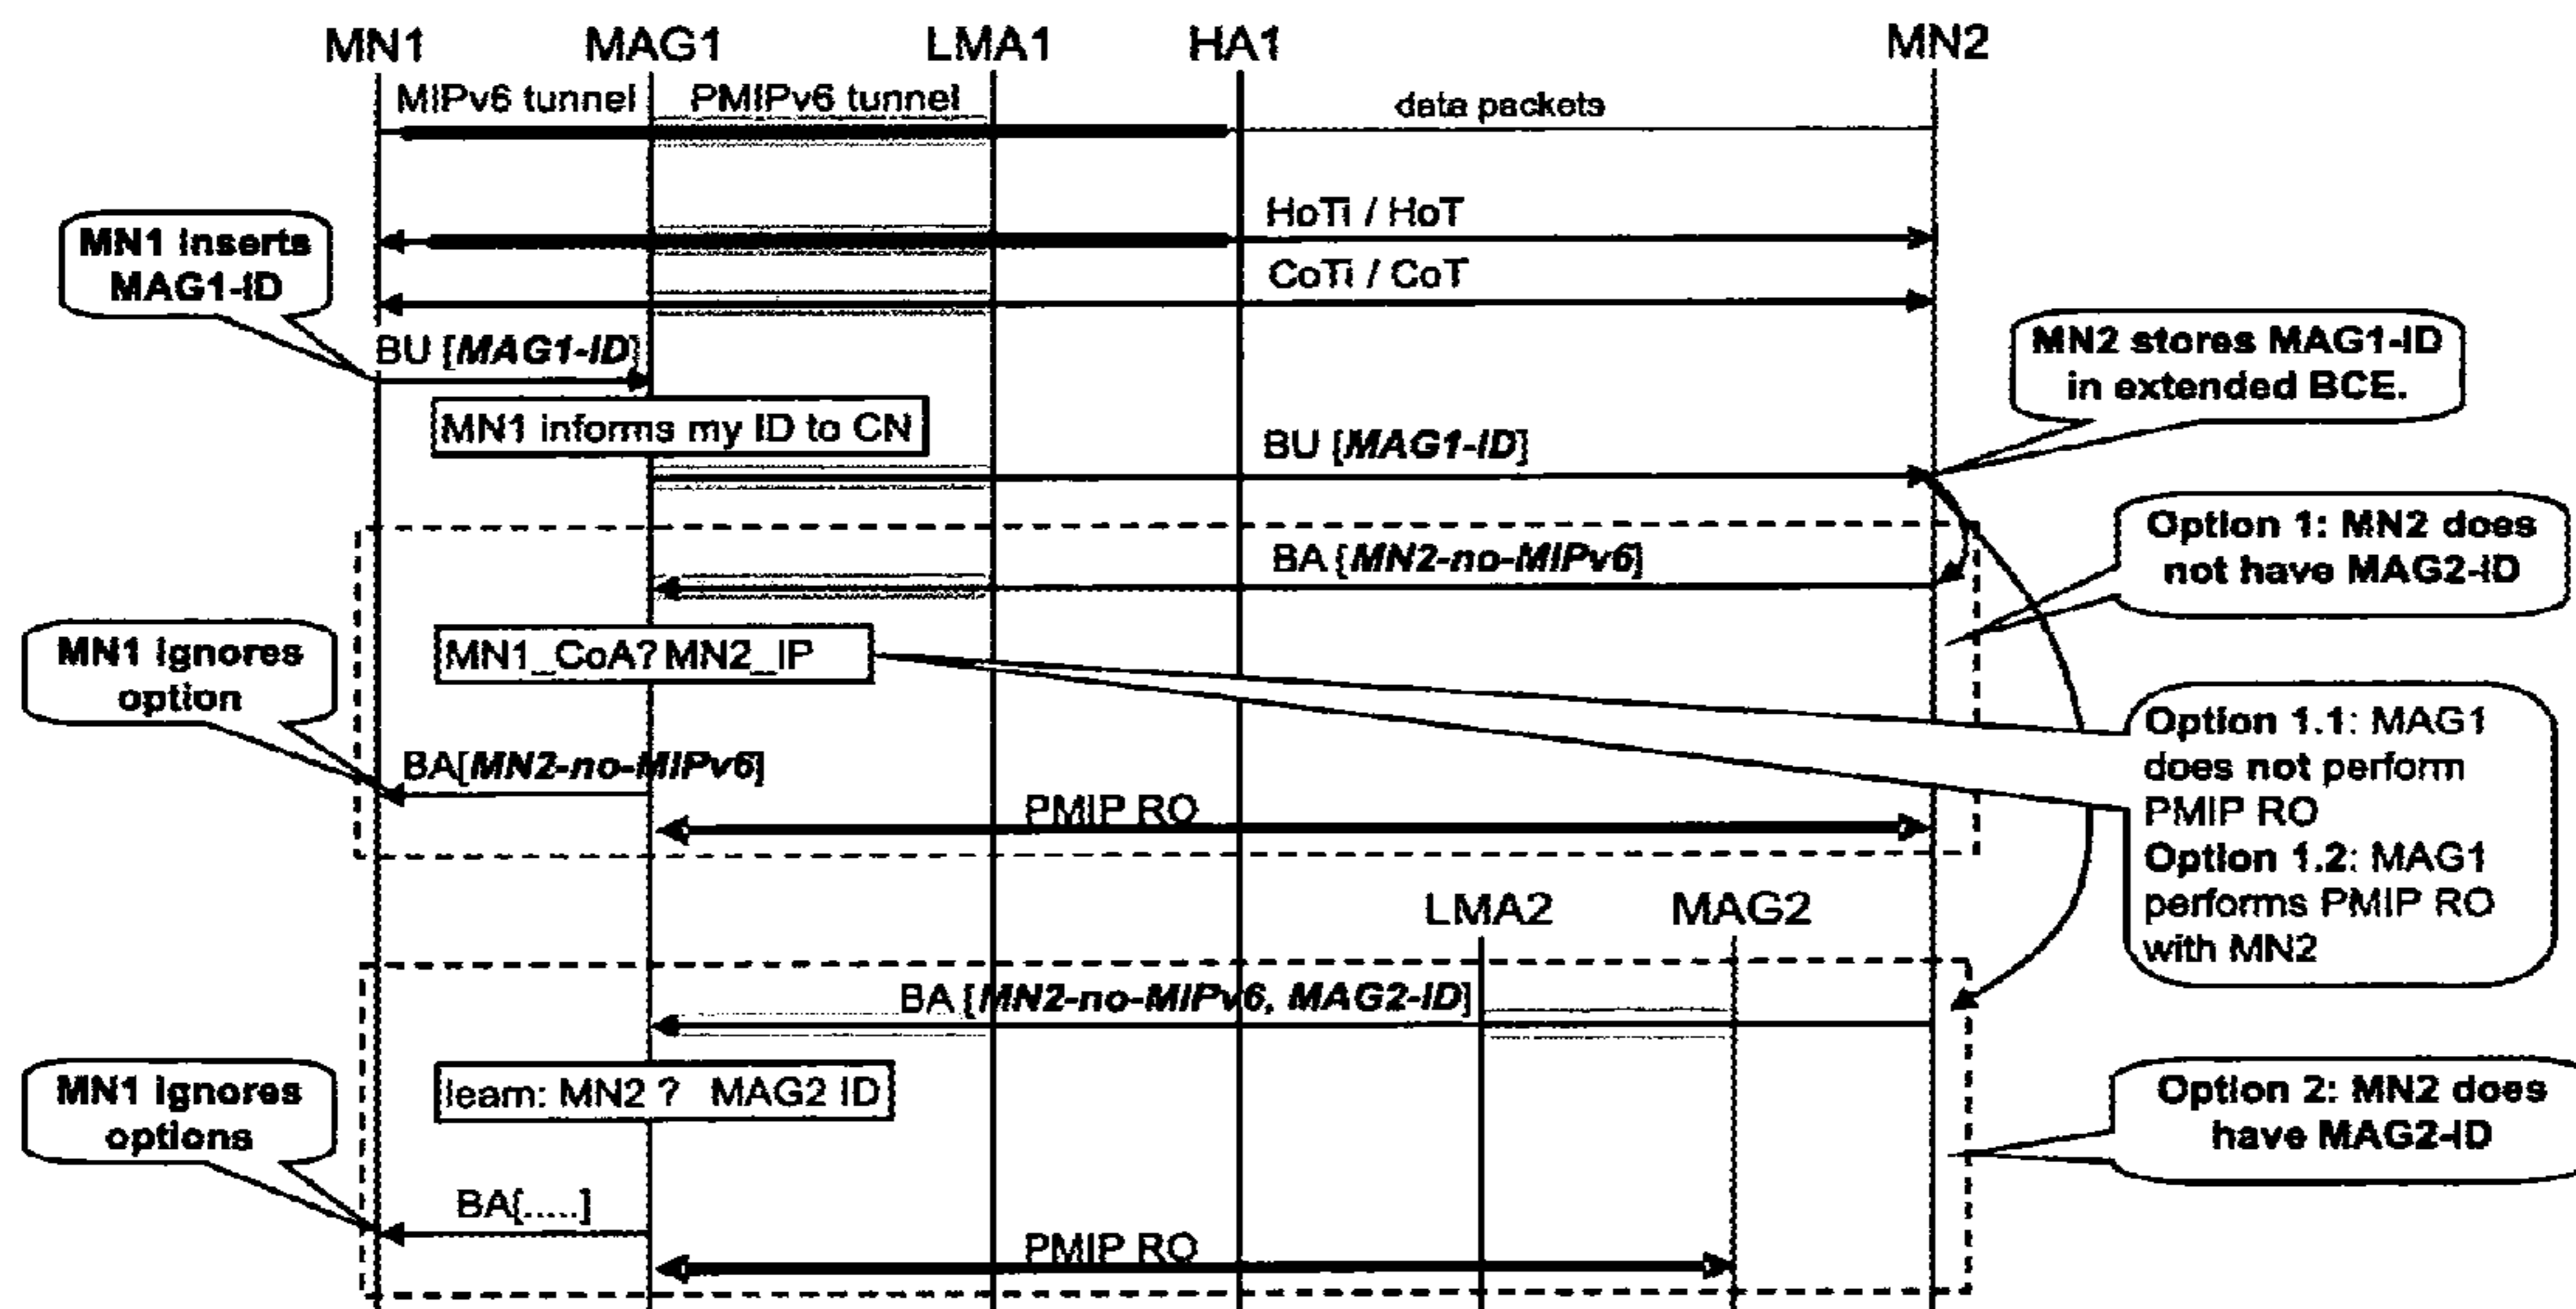 MN1 MAG1 LMA1 HA1 MN2
MIPv6 tunnel PMIPv6 tunnel data packets
HoTi / HoT
MN1 inserts
MAG1-ID
CoTi / CoT
BU [MAG1-ID]
MN2 stores MAG1-ID
in extended BCE.
MN1 informs my ID to CN
BU [MAG1-ID]
Option 1: MN2 does
not have MAG2-ID
BA [MN2-no-MIPv6]
MN1 ignores
option
MN1_CoA? MN2_IP
Option 1.1: MAG1
does not perform
PMIP RO
Option 1.2: MAG1
performs PMIP RO
with MN2
BA[MN2-no-MIPv6]
PMIP RO
LMA2 MAG2
BA [MN2-no-MIPv6, MAG2-ID]
MN1 ignores
options
learn: MN2 ? MAG2 ID
Option 2: MN2 does
have MAG2-ID
BA[.....]
PMIP RO